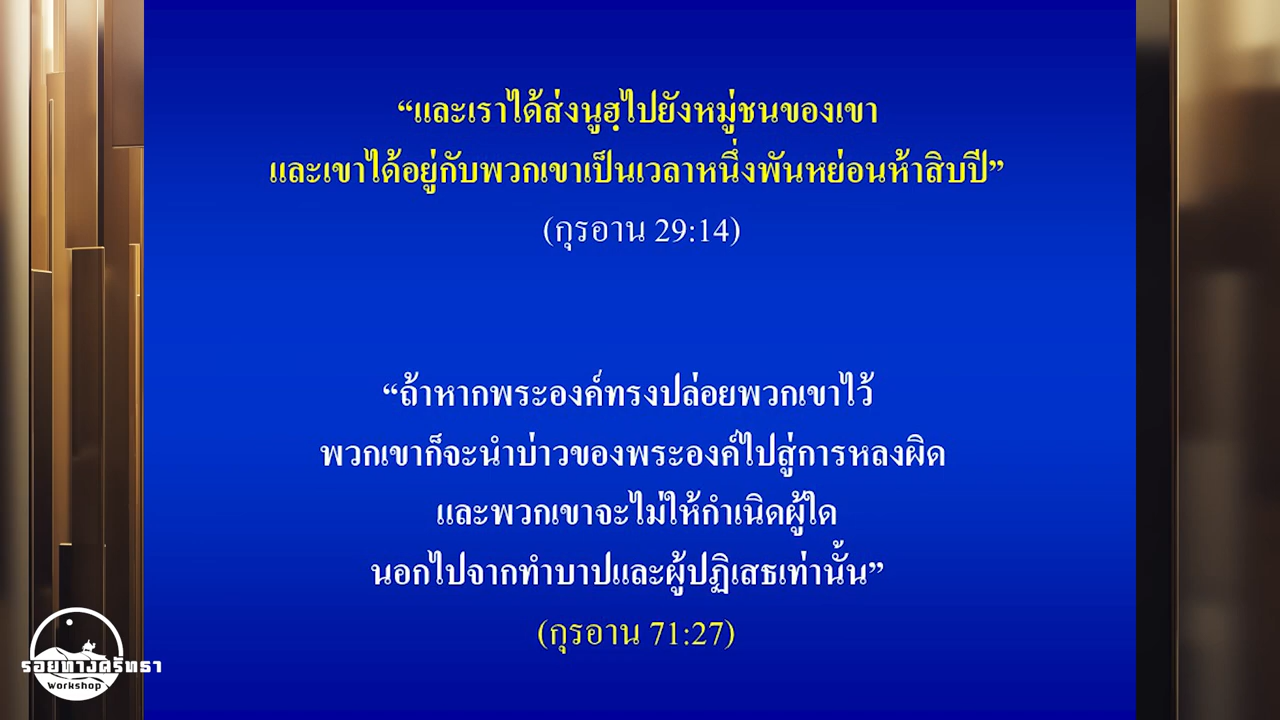 “และเราได้ส่งนูฮฺไปยังหมู่ชนของเขา
และเขาได้อยู่กับพวกเขาเป็นเวลาหนึ่งพันหย่อนห้าสิบปี”
(กุรอาน 29:14)
“ถ้าหากพระองค์ทรงปล่อยพวกเขาไว้
พวกเขาก็จะนำบ่าวของพระองค์ไปสู่การหลงผิด
และพวกเขาจะไม่ให้กำเนิดผู้ใด
นอกไปจากทำบาปและผู้ปฏิเสธเท่านั้น”
(กุรอาน 71:27)
รอยทางศรัทธา
Workshop